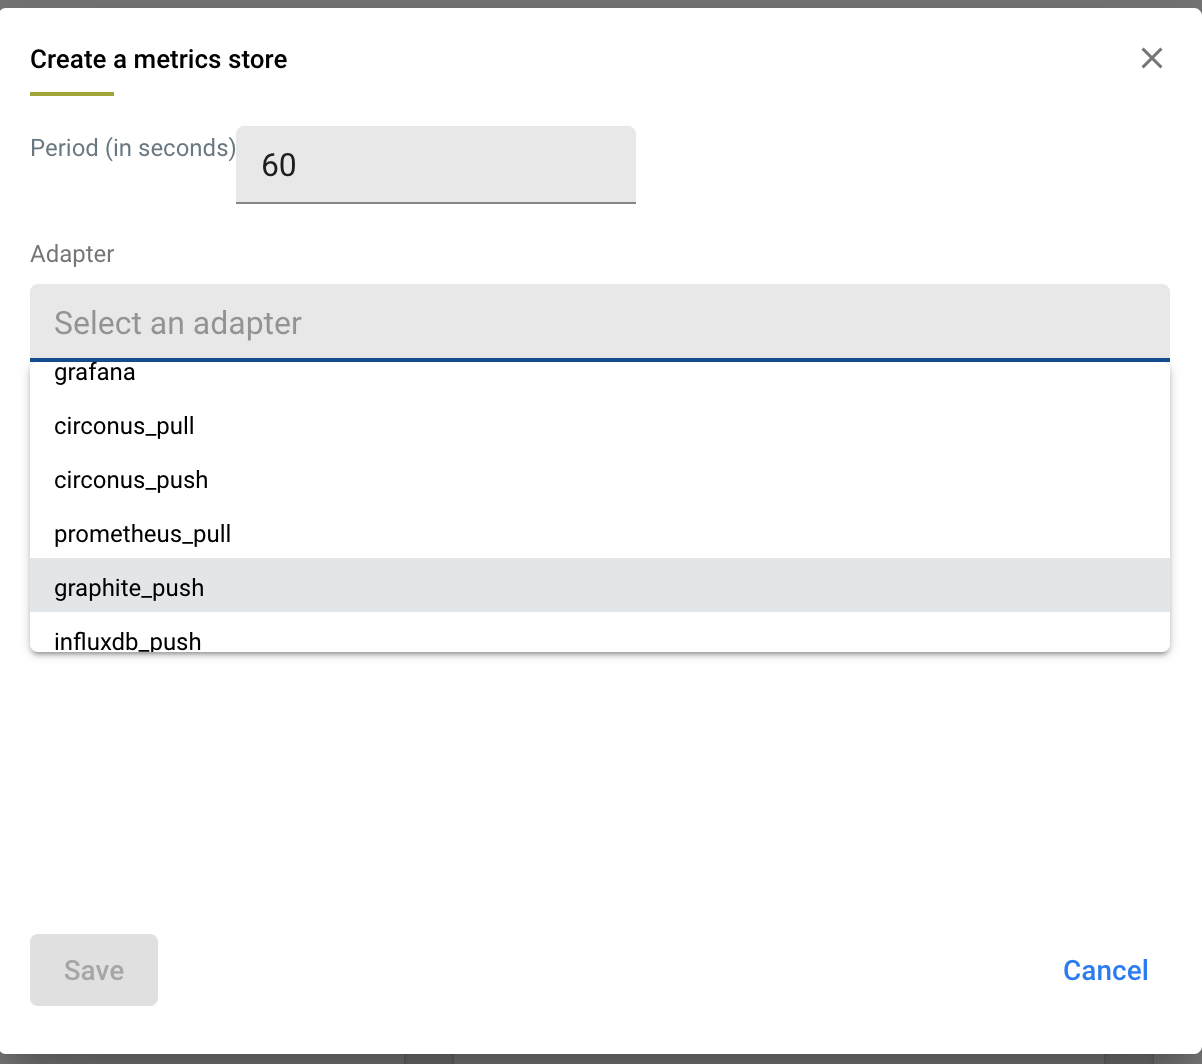 Create a metrics store
Period (in seconds)
60
Adapter
Select an adapter
grafana
circonus_pull
circonus_push
prometheus_pull
graphite_push
influxdb_push
Save
Cancel